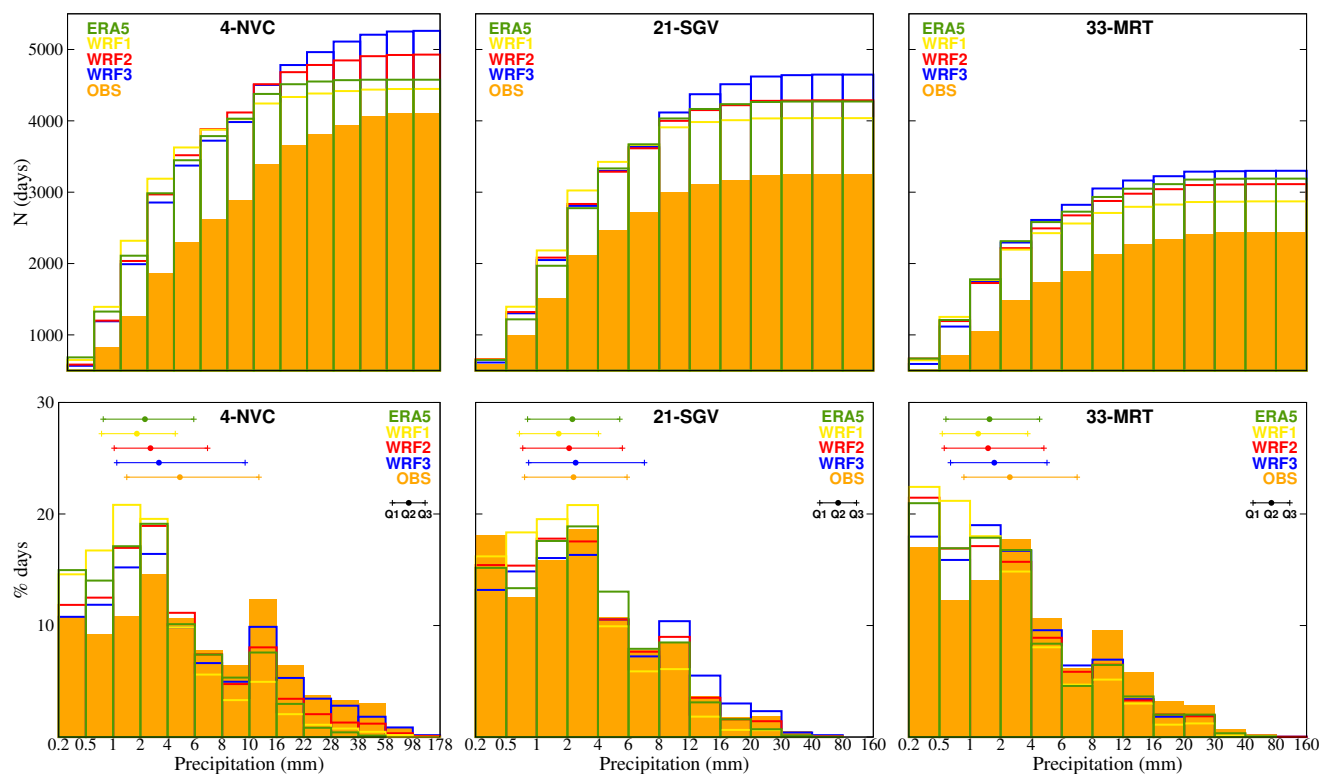 4-NVC
21-SGV
33-MRT
ERA5
WRF1
WRF2
WRF3
OBS
ERA5
WRF1
WRF2
WRF3
OBS
ERA5
WRF1
WRF2
WRF3
OBS
5000
4000
3000
2000
1000
N (days)
4-NVC
21-SGV
33-MRT
ERA5
WRF1
WRF2
WRF3
OBS
Q1 Q2 Q3
ERA5
WRF1
WRF2
WRF3
OBS
Q1 Q2 Q3
ERA5
WRF1
WRF2
WRF3
OBS
Q1 Q2 Q3
30
20
10
% days
0.2 0.5 1 2 4 6 8 10 12 16 22 28 38 58 98 178
0.2 0.5 1 2 4 6 8 12 16 20 30 40 80 160
0.2 0.5 1 2 4 6 8 12 16 20 30 40 80 160
Precipitation (mm)
Precipitation (mm)
Precipitation (mm)